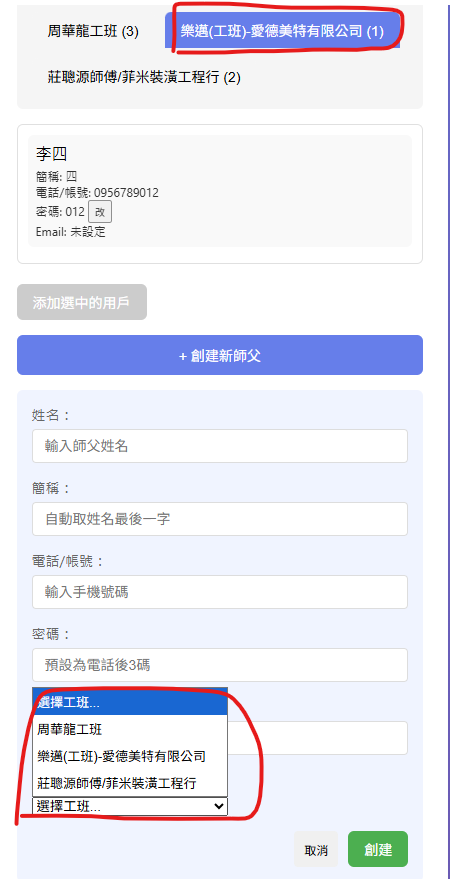 周華龍工班 (3)
樂邁(工班)-愛德美特有限公司 (1)
莊聰源師傅/菲米裝潢工程行 (2)
李四
簡稱: 四
電話/帳號: 0956789012
密碼: 012 改
Email: 未設定
添加選中的用戶
+ 創建新師父
姓名：
輸入師父姓名
簡稱：
自動取姓名最後一字
電話/帳號：
輸入手機號碼
密碼：
預設為電話後3碼
選擇工班...
周華龍工班
樂邁(工班)-愛德美特有限公司
莊聰源師傅/菲米裝潢工程行
選擇工班...
取消
創建